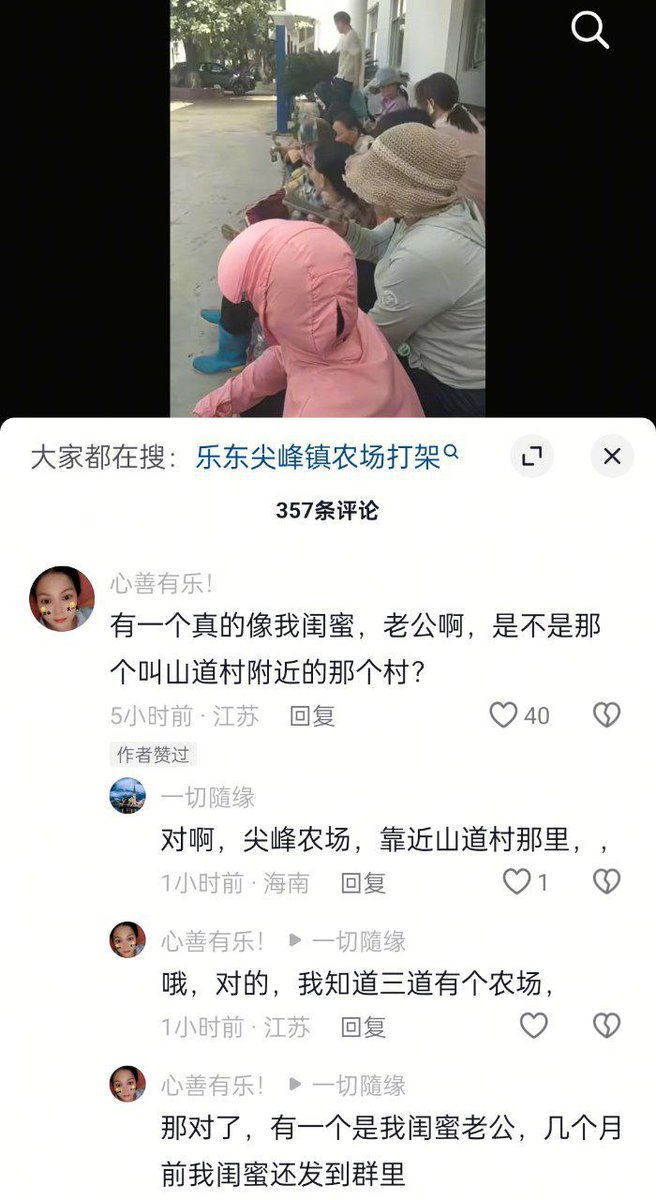 大家都在搜：乐东尖峰镇农场打架
357条评论
心善有乐！
有一个真的像我闺蜜，老公啊，是不是那
个叫山道村附近的那个村？
5小时前 · 江苏 回复 40
作者赞过
一切隨缘
对啊，尖峰农场，靠近山道村那里，，
1小时前 · 海南 回复 1
心善有乐！ ▶ 一切隨缘
哦，对的，我知道三道有个农场，
1小时前 · 江苏 回复
心善有乐！ ▶ 一切隨缘
那对了，有一个是我闺蜜老公，几个月
前我闺蜜还发到群里